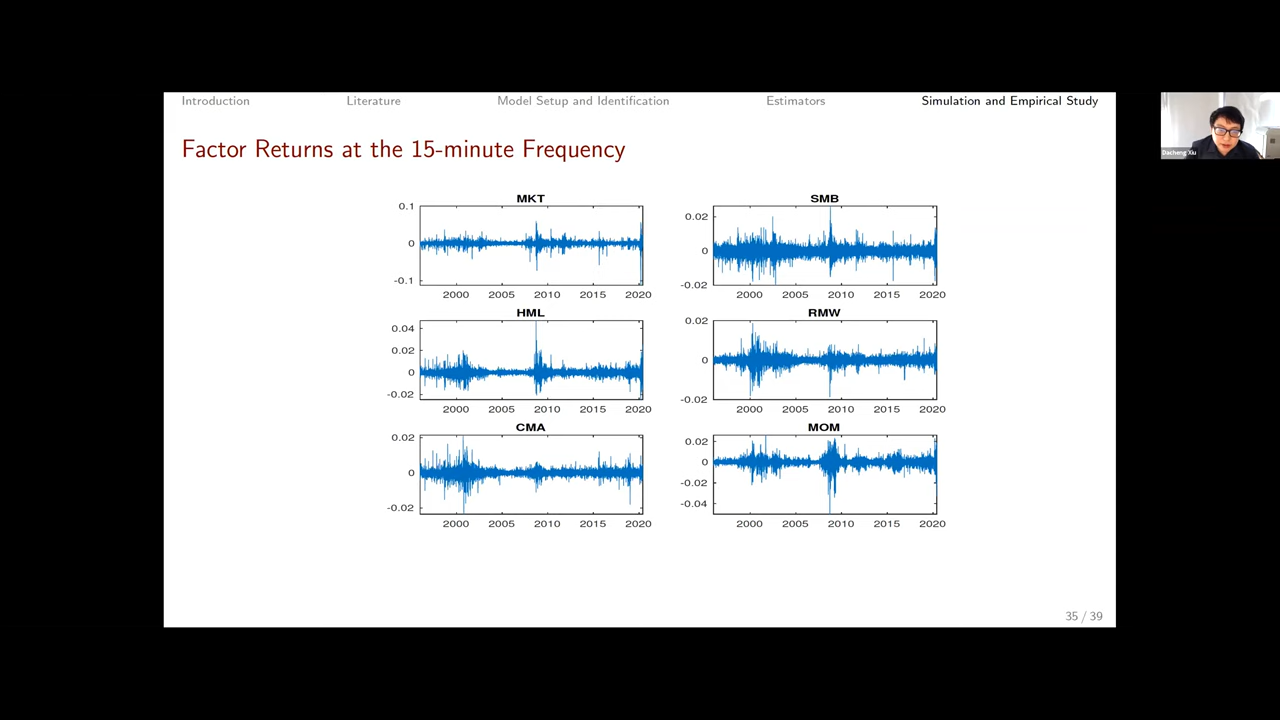 Introduction Literature Model Setup and Identification Estimators Simulation and Empirical Study
Factor Returns at the 15-minute Frequency
MKT
0.1
0
-0.1
2000 2005 2010 2015 2020
SMB
0.02
0
-0.02
2000 2005 2010 2015 2020
HML
0.04
0.02
0
-0.02
2000 2005 2010 2015 2020
RMW
0.02
0
-0.02
2000 2005 2010 2015 2020
CMA
0.02
0
-0.02
2000 2005 2010 2015 2020
MOM
0.02
0
-0.02
-0.04
2000 2005 2010 2015 2020
35 / 39
Dacheng Xiu